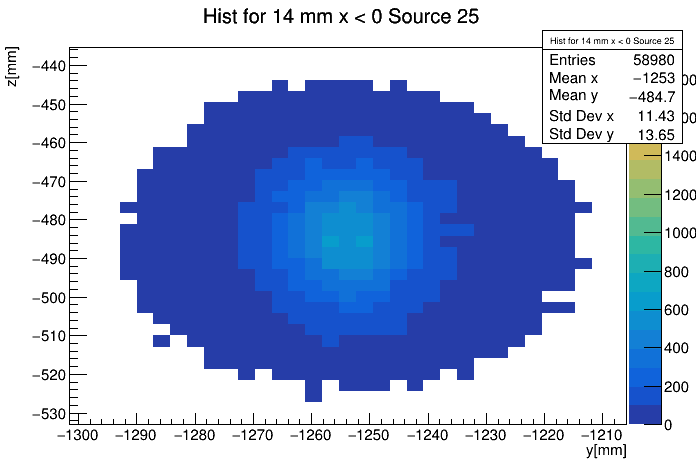 Hist for 14 mm x < 0 Source 25
z[mm]
Hist for 14 mm x < 0 Source 25
Entries 58980
Mean x −1253
Mean y −484.7
Std Dev x 11.43
Std Dev y 13.65
−440
−450
−460
−470
−480
−490
−500
−510
−520
−530
1400
1200
1000
800
600
400
200
0
−1300 −1290 −1280 −1270 −1260 −1250 −1240 −1230 −1220 −1210
y[mm]